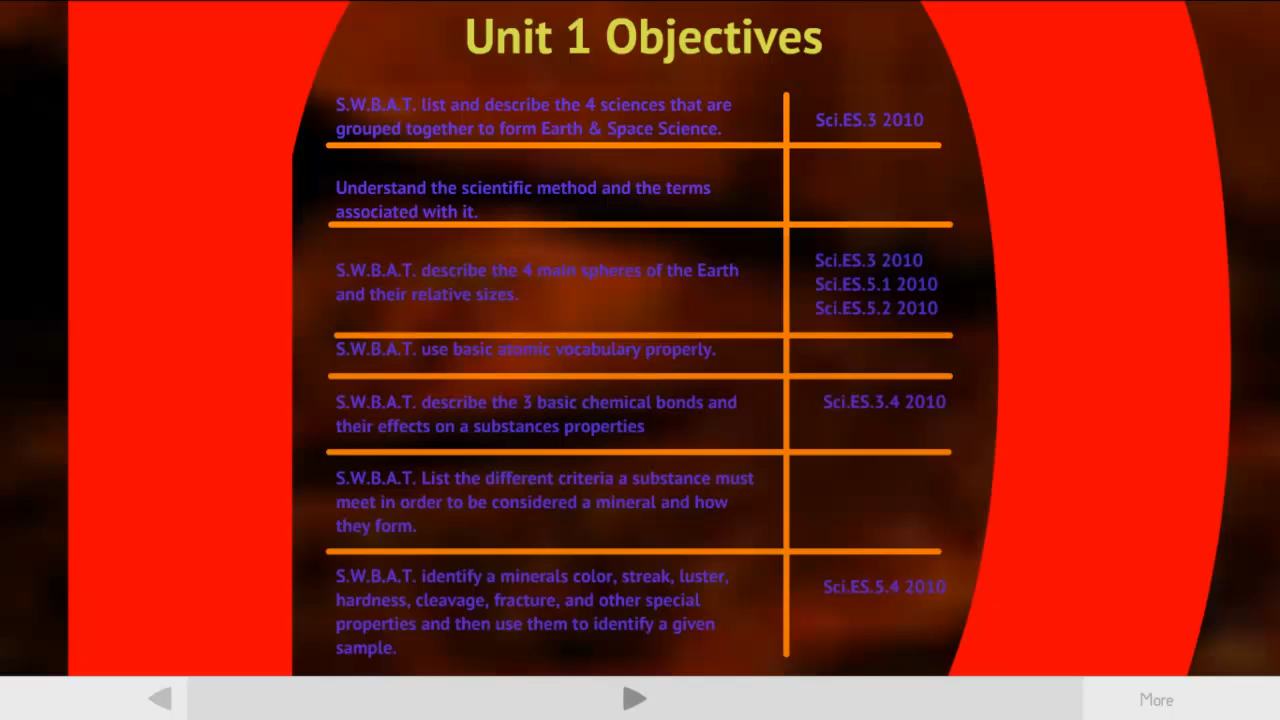 Unit 1 Objectives
S.W.B.A.T. list and describe the 4 sciences that are
grouped together to form Earth & Space Science.
Sci.ES.3 2010
Understand the scientific method and the terms
associated with it.
S.W.B.A.T. describe the 4 main spheres of the Earth
and their relative sizes.
Sci.ES.3 2010
Sci.ES.5.1 2010
Sci.ES.5.2 2010
S.W.B.A.T. use basic atomic vocabulary properly.
S.W.B.A.T. describe the 3 basic chemical bonds and
their effects on a substances properties
Sci.ES.3.4 2010
S.W.B.A.T. List the different criteria a substance must
meet in order to be considered a mineral and how
they form.
S.W.B.A.T. identify a minerals color, streak, luster,
hardness, cleavage, fracture, and other special
properties and then use them to identify a given
sample.
Sci.ES.5.4 2010
More